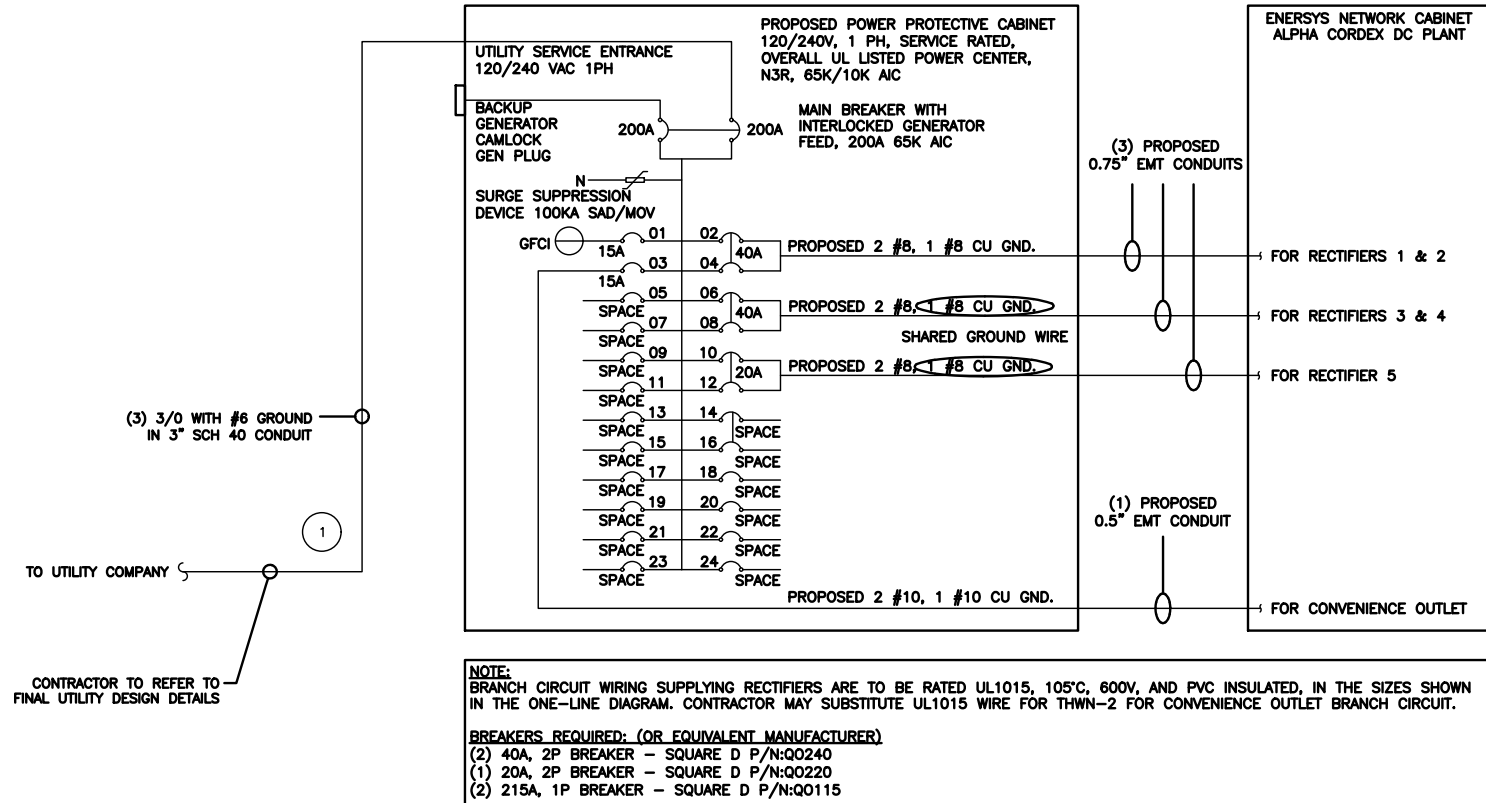 PROPOSED POWER PROTECTIVE CABINET
120/240V, 1 PH, SERVICE RATED,
OVERALL UL LISTED POWER CENTER,
N3R, 65K/10K AIC
ENERSYS NETWORK CABINET
ALPHA CORDEX DC PLANT
UTILITY SERVICE ENTRANCE
120/240 VAC 1PH
BACKUP
GENERATOR
CAMLOCK
GEN PLUG
200A
200A
MAIN BREAKER WITH
INTERLOCKED GENERATOR
FEED, 200A 65K AIC
(3) PROPOSED
0.75" EMT CONDUITS
N
SURGE SUPPRESSION
DEVICE 100KA SAD/MOV
GFCI
15A
01
02
40A
PROPOSED 2 #8, 1 #8 CU GND.
FOR RECTIFIERS 1 & 2
15A
03
04
SPACE
05
06
40A
PROPOSED 2 #8, 1 #8 CU GND.
FOR RECTIFIERS 3 & 4
SPACE
07
08
SHARED GROUND WIRE
SPACE
09
10
20A
PROPOSED 2 #8, 1 #8 CU GND.
FOR RECTIFIER 5
SPACE
11
12
SPACE
13
14
SPACE
SPACE
15
16
SPACE
SPACE
17
18
SPACE
SPACE
19
20
SPACE
SPACE
21
22
SPACE
SPACE
23
24
SPACE
(3) 3/0 WITH #6 GROUND
IN 3" SCH 40 CONDUIT
1
TO UTILITY COMPANY
CONTRACTOR TO REFER TO
FINAL UTILITY DESIGN DETAILS
(1) PROPOSED
0.5" EMT CONDUIT
PROPOSED 2 #10, 1 #10 CU GND.
FOR CONVENIENCE OUTLET
NOTE:
BRANCH CIRCUIT WIRING SUPPLYING RECTIFIERS ARE TO BE RATED UL1015, 105°C, 600V, AND PVC INSULATED, IN THE SIZES SHOWN
IN THE ONE-LINE DIAGRAM. CONTRACTOR MAY SUBSTITUTE UL1015 WIRE FOR THWN-2 FOR CONVENIENCE OUTLET BRANCH CIRCUIT.
BREAKERS REQUIRED: (OR EQUIVALENT MANUFACTURER)
(2) 40A, 2P BREAKER - SQUARE D P/N:QO240
(1) 20A, 2P BREAKER - SQUARE D P/N:QO220
(2) 215A, 1P BREAKER - SQUARE D P/N:QO115